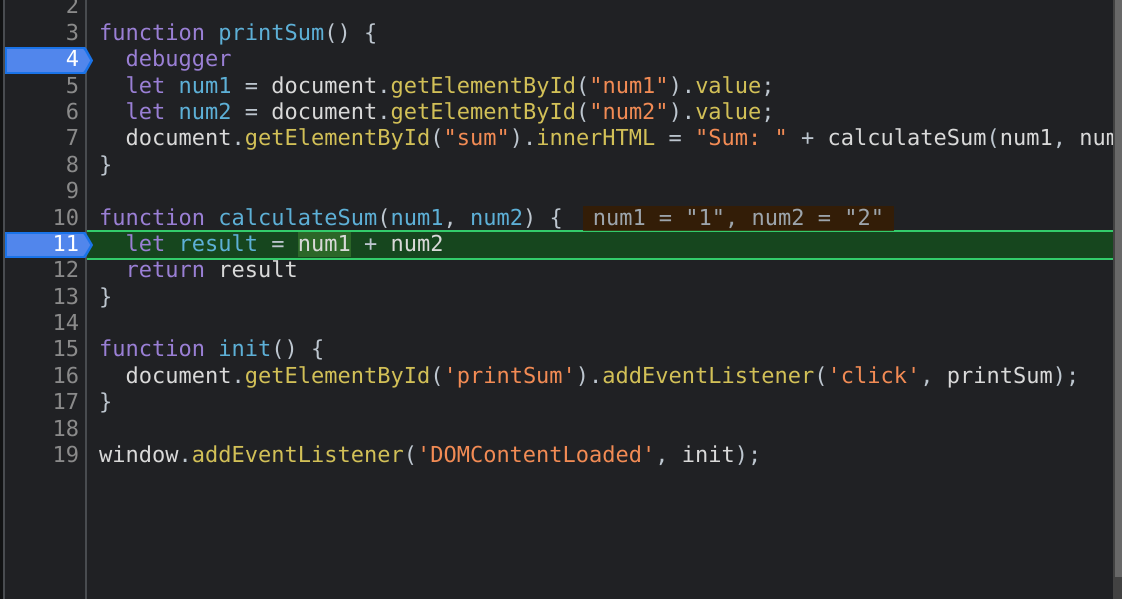 2
3 function printSum() {
4 debugger
5 let num1 = document.getElementById("num1").value;
6 let num2 = document.getElementById("num2").value;
7 document.getElementById("sum").innerHTML = "Sum: " + calculateSum(num1, num
8 }
9
10 function calculateSum(num1, num2) { num1 = "1", num2 = "2"
11 let result = num1 + num2
12 return result
13 }
14
15 function init() {
16 document.getElementById('printSum').addEventListener('click', printSum);
17 }
18
19 window.addEventListener('DOMContentLoaded', init);